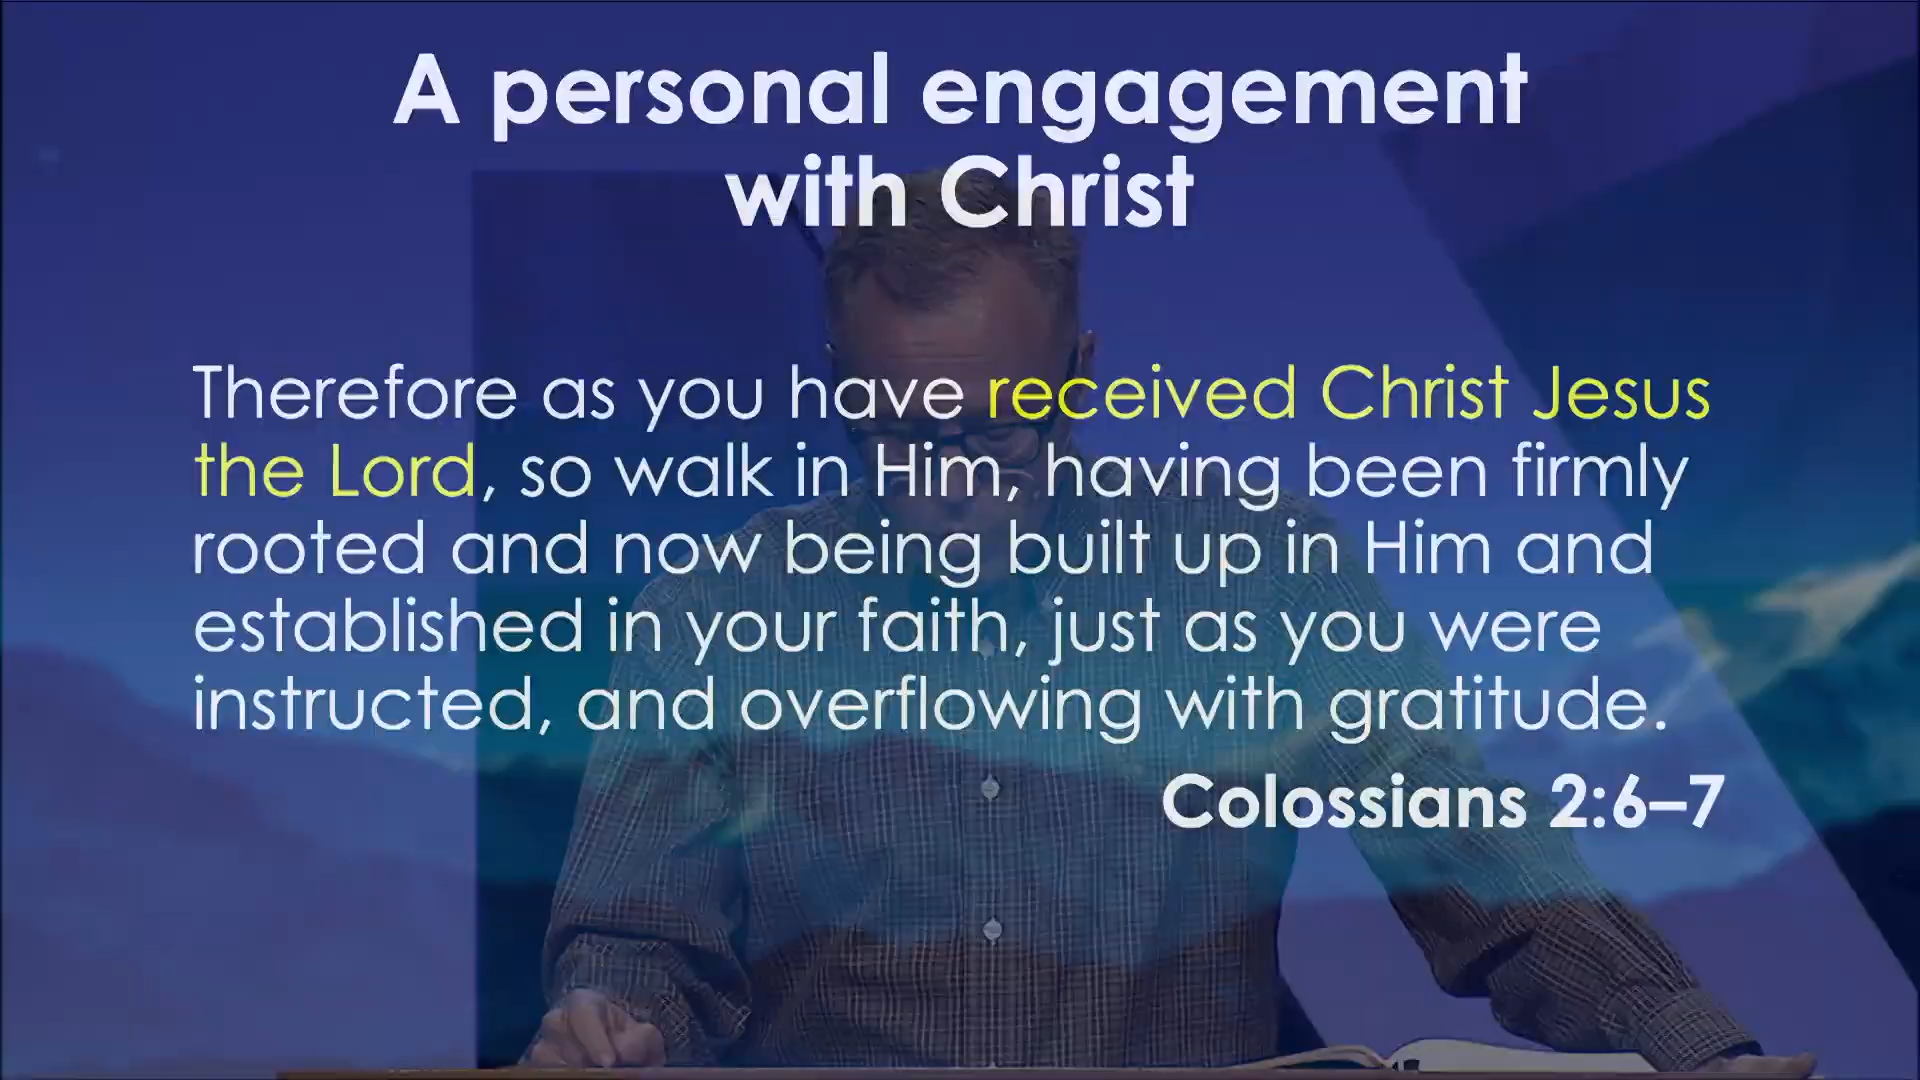 A personal engagement
with Christ
Therefore as you have received Christ Jesus
the Lord, so walk in Him, having been firmly
rooted and now being built up in Him and
established in your faith, just as you were
instructed, and overflowing with gratitude.
Colossians 2:6–7